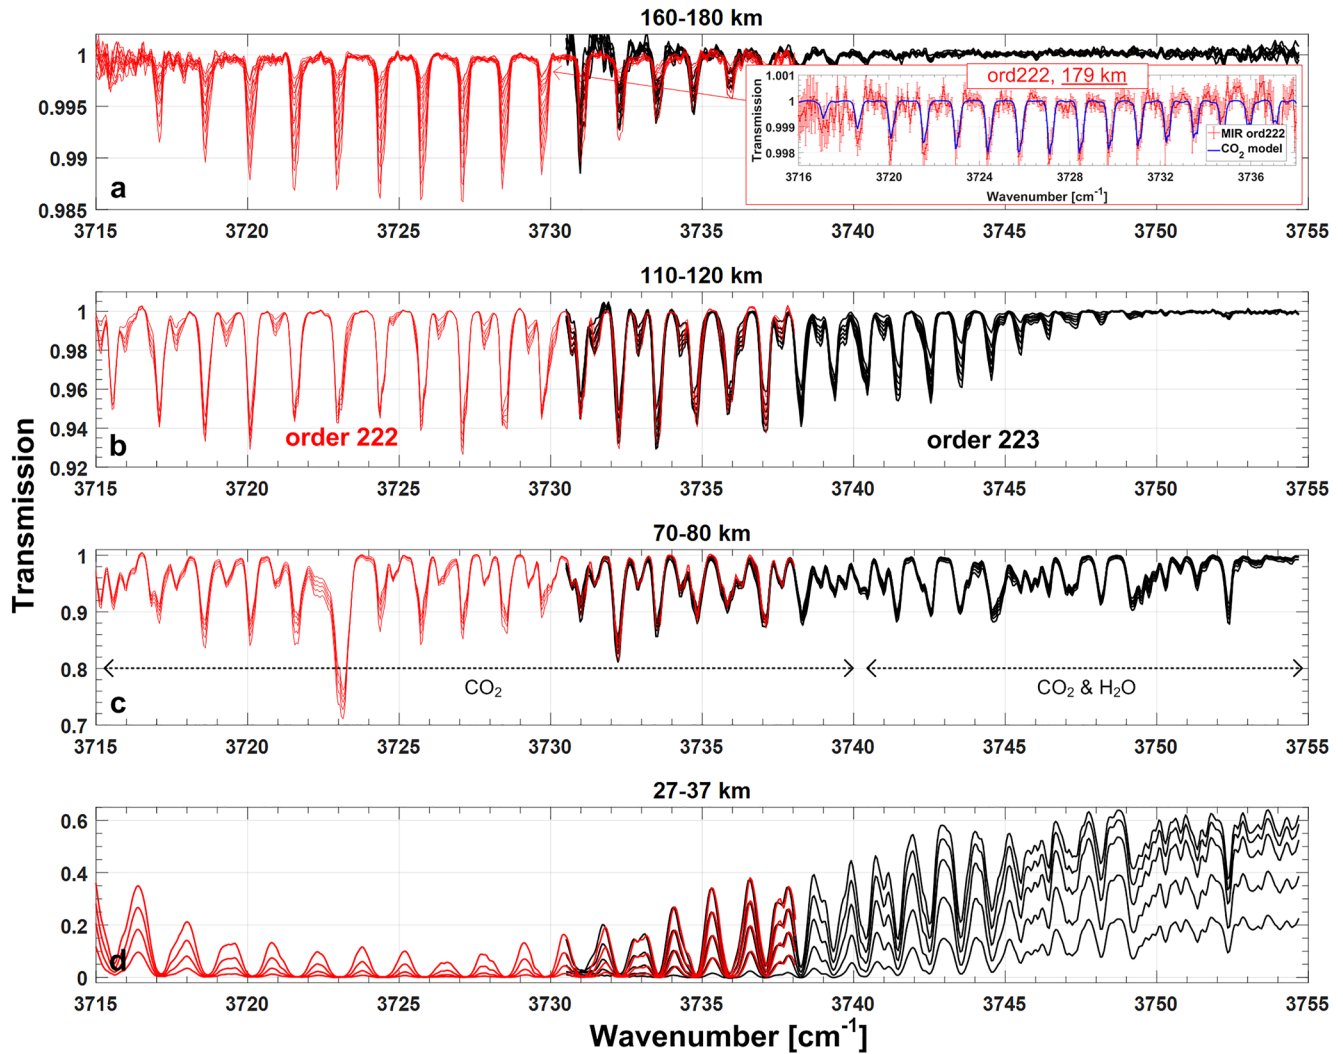 160-180 km
1
0.995
0.99
0.985
a
3715 3720 3725 3730 3735 3740 3745 3750 3755
ord222, 179 km
1.001
1
0.999
0.998
Transmission
MIR ord222
CO2 model
3716 3720 3724 3728 3732 3736
Wavenumber [cm-1]
110-120 km
1
0.98
0.96
0.94
0.92
b
order 222
order 223
3715 3720 3725 3730 3735 3740 3745 3750 3755
Transmission
70-80 km
1
0.9
0.8
0.7
c
CO2
CO2 & H2O
3715 3720 3725 3730 3735 3740 3745 3750 3755
27-37 km
0.6
0.4
0.2
0
d
3715 3720 3725 3730 3735 3740 3745 3750 3755
Wavenumber [cm-1]